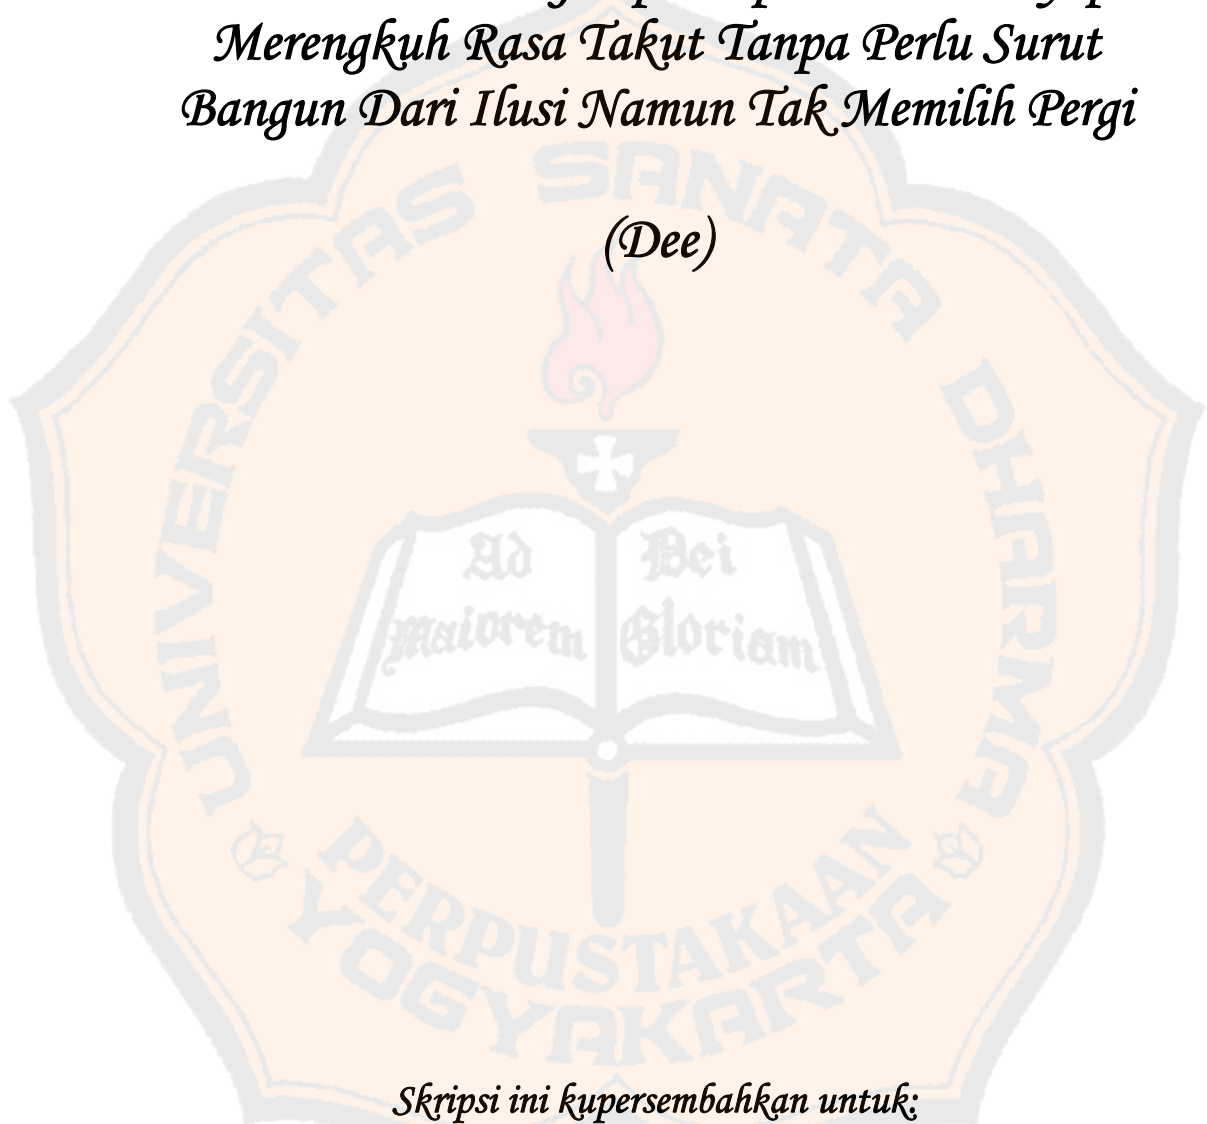 Merengkuh Rasa Takut Tanpa Perlu Surut
Bangun Dari Ilusi Namun Tak Memilih Pergi
(Dee)
UNIVERSITAS SANATA DHARMA
Ad Dei
maiorem Gloriam
PERPUSTAKAAN
YOGYAKARTA
Skripsi ini kupersembahkan untuk: